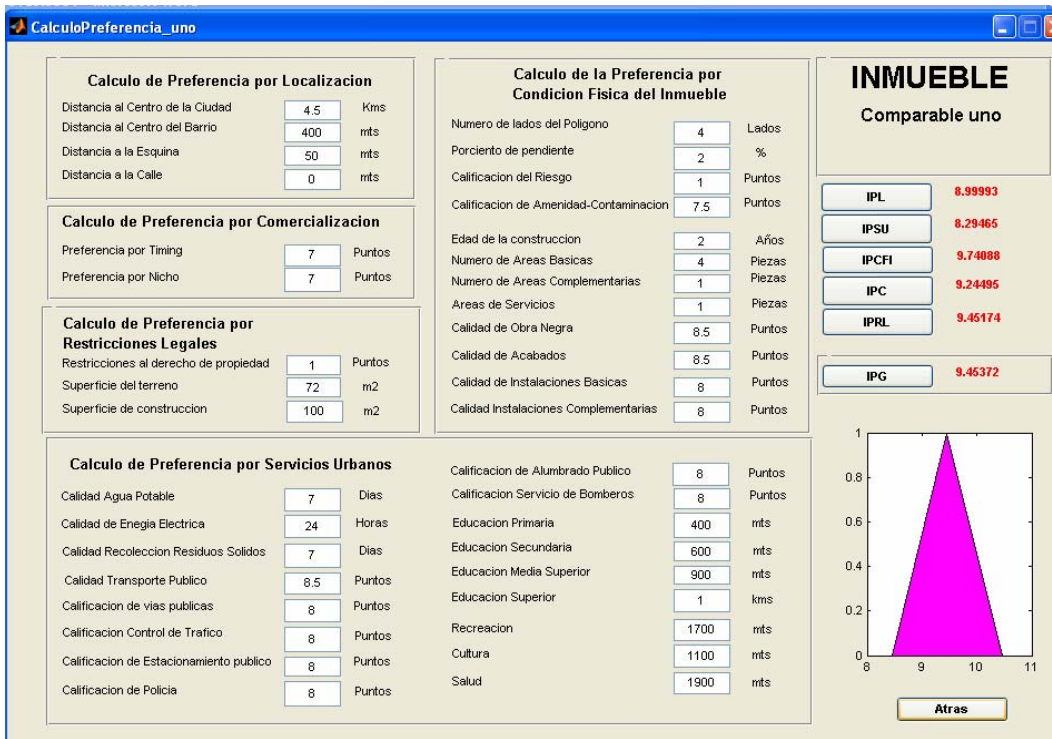 CalculoPreferencia_uno
Calculo de Preferencia por Localizacion
Distancia al Centro de la Ciudad 4.5 Kms
Distancia al Centro del Barrio 400 mts
Distancia a la Esquina 50 mts
Distancia a la Calle 0 mts
Calculo de Preferencia por Comercializacion
Preferencia por Timing 7 Puntos
Preferencia por Nicho 7 Puntos
Calculo de Preferencia por
Restricciones Legales
Restricciones al derecho de propiedad 1 Puntos
Superficie del terreno 72 m2
Superficie de construccion 100 m2
Calculo de la Preferencia por
Condicion Fisica del Inmueble
Numero de lados del Poligono 4 Lados
Porciento de pendiente 2 %
Calificacion del Riesgo 1 Puntos
Calificacion de Amenidad-Contaminacion 7.5 Puntos
Edad de la construccion 2 Años
Numero de Areas Basicas 4 Piezas
Numero de Areas Complementarias 1 Piezas
Areas de Servicios 1 Piezas
Calidad de Obra Negra 8.5 Puntos
Calidad de Acabados 8.5 Puntos
Calidad de Instalaciones Basicas 8 Puntos
Calidad Instalaciones Complementarias 8 Puntos
Calculo de Preferencia por Servicios Urbanos
Calidad Agua Potable 7 Dias
Calidad de Enegia Electrica 24 Horas
Calidad Recoleccion Residuos Solidos 7 Dias
Calidad Transporte Publico 8.5 Puntos
Calificacion de vias publicas 8 Puntos
Calificacion Control de Trafico 8 Puntos
Calificacion de Estacionamiento publico 8 Puntos
Calificacion de Policia 8 Puntos
Calificacion de Alumbrado Publico 8 Puntos
Calificacion Servicio de Bomberos 8 Puntos
Educacion Primaria 400 mts
Educacion Secundaria 600 mts
Educacion Media Superior 900 mts
Educacion Superior 1 kms
Recreacion 1700 mts
Cultura 1100 mts
Salud 1900 mts
INMUEBLE
Comparable uno
IPL 8.99993
IPSU 8.29465
IPCFI 9.74088
IPC 9.24495
IPRL 9.45174
IPG 9.45372
1
0.8
0.6
0.4
0.2
0
8 9 10 11
Atras